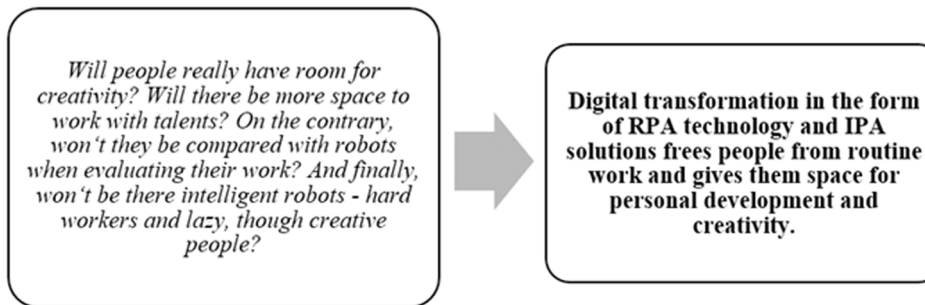 Will people really have room for
creativity? Will there be more space to
work with talents? On the contrary,
won‘t they be compared with robots
when evaluating their work? And finally,
won‘t be there intelligent robots - hard
workers and lazy, though creative
people?
Digital transformation in the form
of RPA technology and IPA
solutions frees people from routine
work and gives them space for
personal development and
creativity.